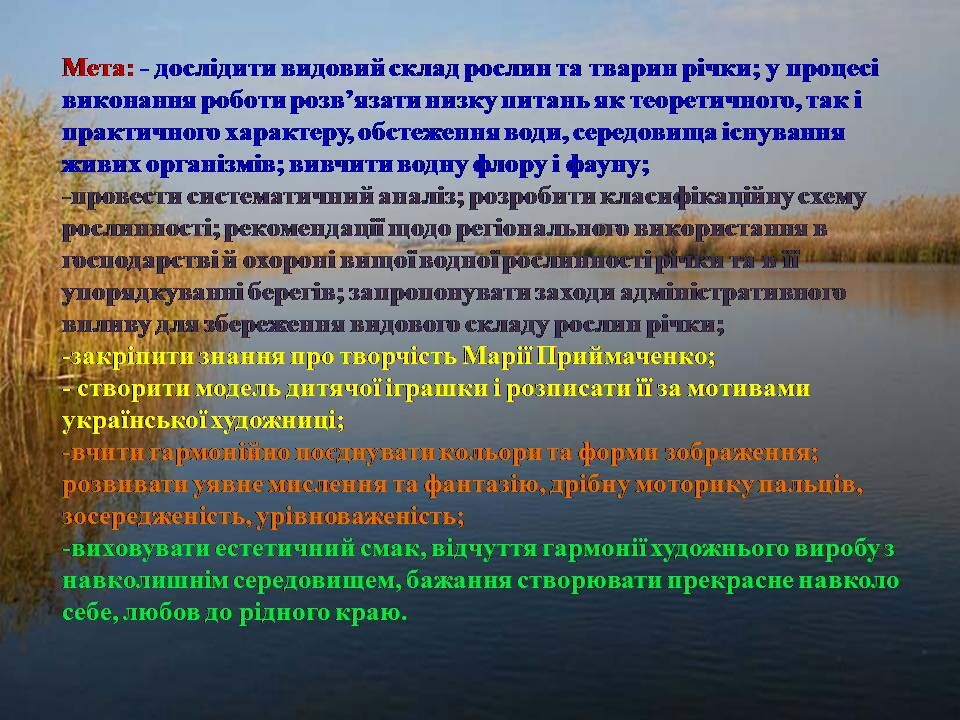 Мета: - дослідити видовий склад рослин та тварин річки; у процесі
виконання роботи розв’язати низку питань як теоретичного, так і
практичного характеру, обстеження води, середовища існування
живих організмів; вивчити водну флору і фауну;
-провести систематичний аналіз; розробити класифікаційну схему
рослинності; рекомендації щодо регіонального використання в
господарстві й охороні вищої водної рослинності річки та в її
упорядкуванні берегів; запропонувати заходи адміністративного
впливу для збереження видового складу рослин річки;
-закріпити знання про творчість Марії Приймаченко;
- створити модель дитячої іграшки і розписати її за мотивами
української художниці;
-вчити гармонійно поєднувати кольори та форми зображення;
розвивати уявне мислення та фантазію, дрібну моторику пальців,
зосередженість, урівноваженість;
-виховувати естетичний смак, відчуття гармонії художнього виробу з
навколишнім середовищем, бажання створювати прекрасне навколо
себе, любов до рідного краю.